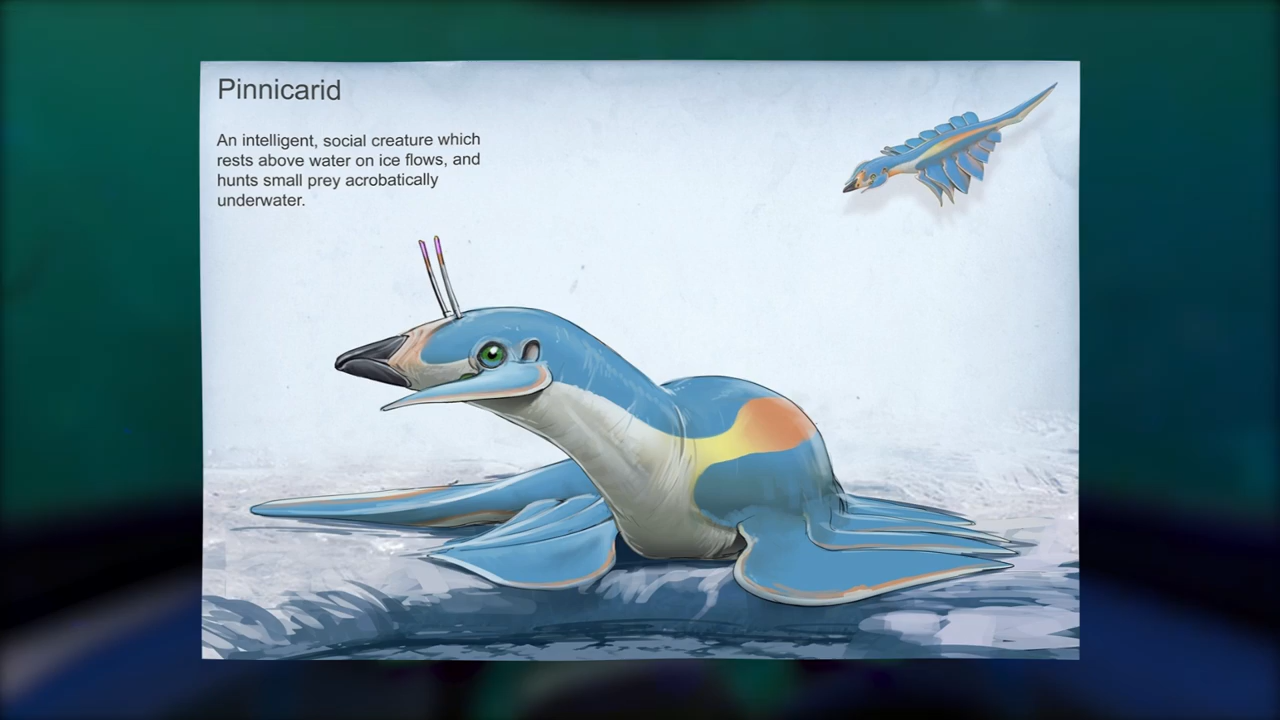 Pinnicarid
An intelligent, social creature which
rests above water on ice flows, and
hunts small prey acrobatically
underwater.